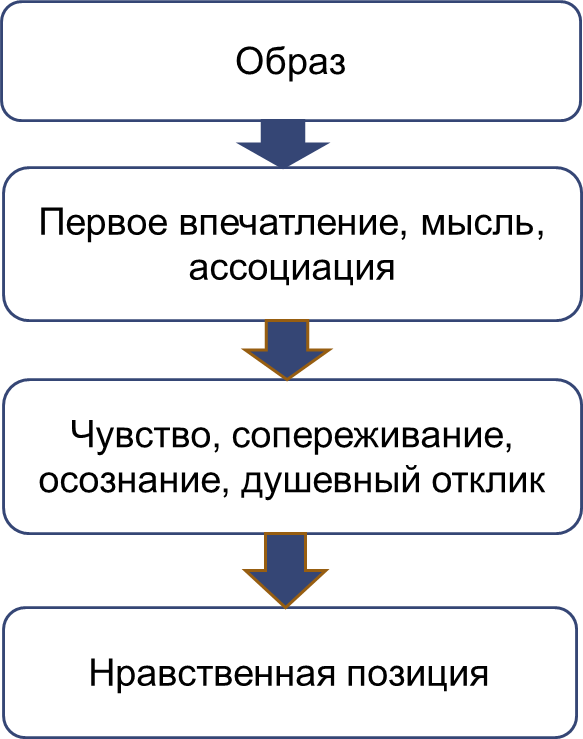 Образ
Первое впечатление, мысль,
ассоциация
Чувство, сопереживание,
осознание, душевный отклик
Нравственная позиция